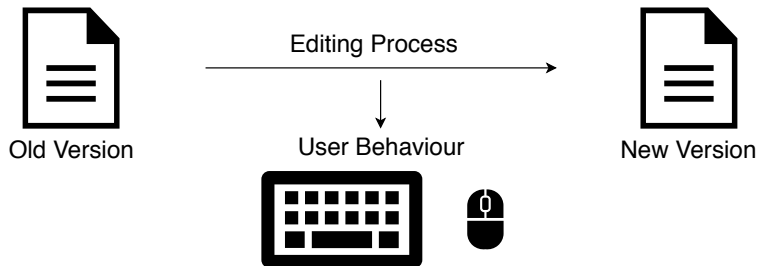 Editing Process
Old Version
User Behaviour
New Version